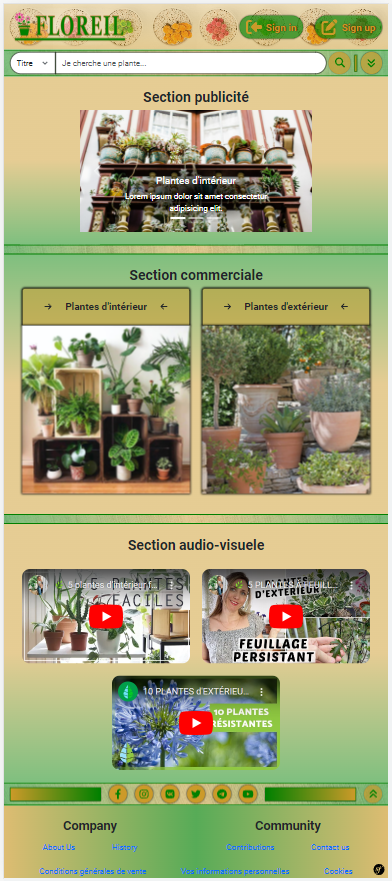 FLOREIL
Sign in
Sign up
Titre
Je cherche une plante...
Section publicité
Plantes d'intérieur
Lorem ipsum dolor sit amet consectetur
adipisicing elit.
Section commerciale
Plantes d'intérieur
Plantes d'extérieur
Section audio-visuele
5 plantes d'intérieur f...
PLANTES
FACILES
5 PLANTES À FEUILL...
PLANTES
D'EXTERIEUR
FEUILLAGE
PERSISTANT
10 PLANTES d'EXTÉRIEU...
10 PLANTES
RÉSISTANTES
Company
Community
About Us
History
Contributions
Contact us
Conditions générales de vente
Vos informations personnelles
Cookies